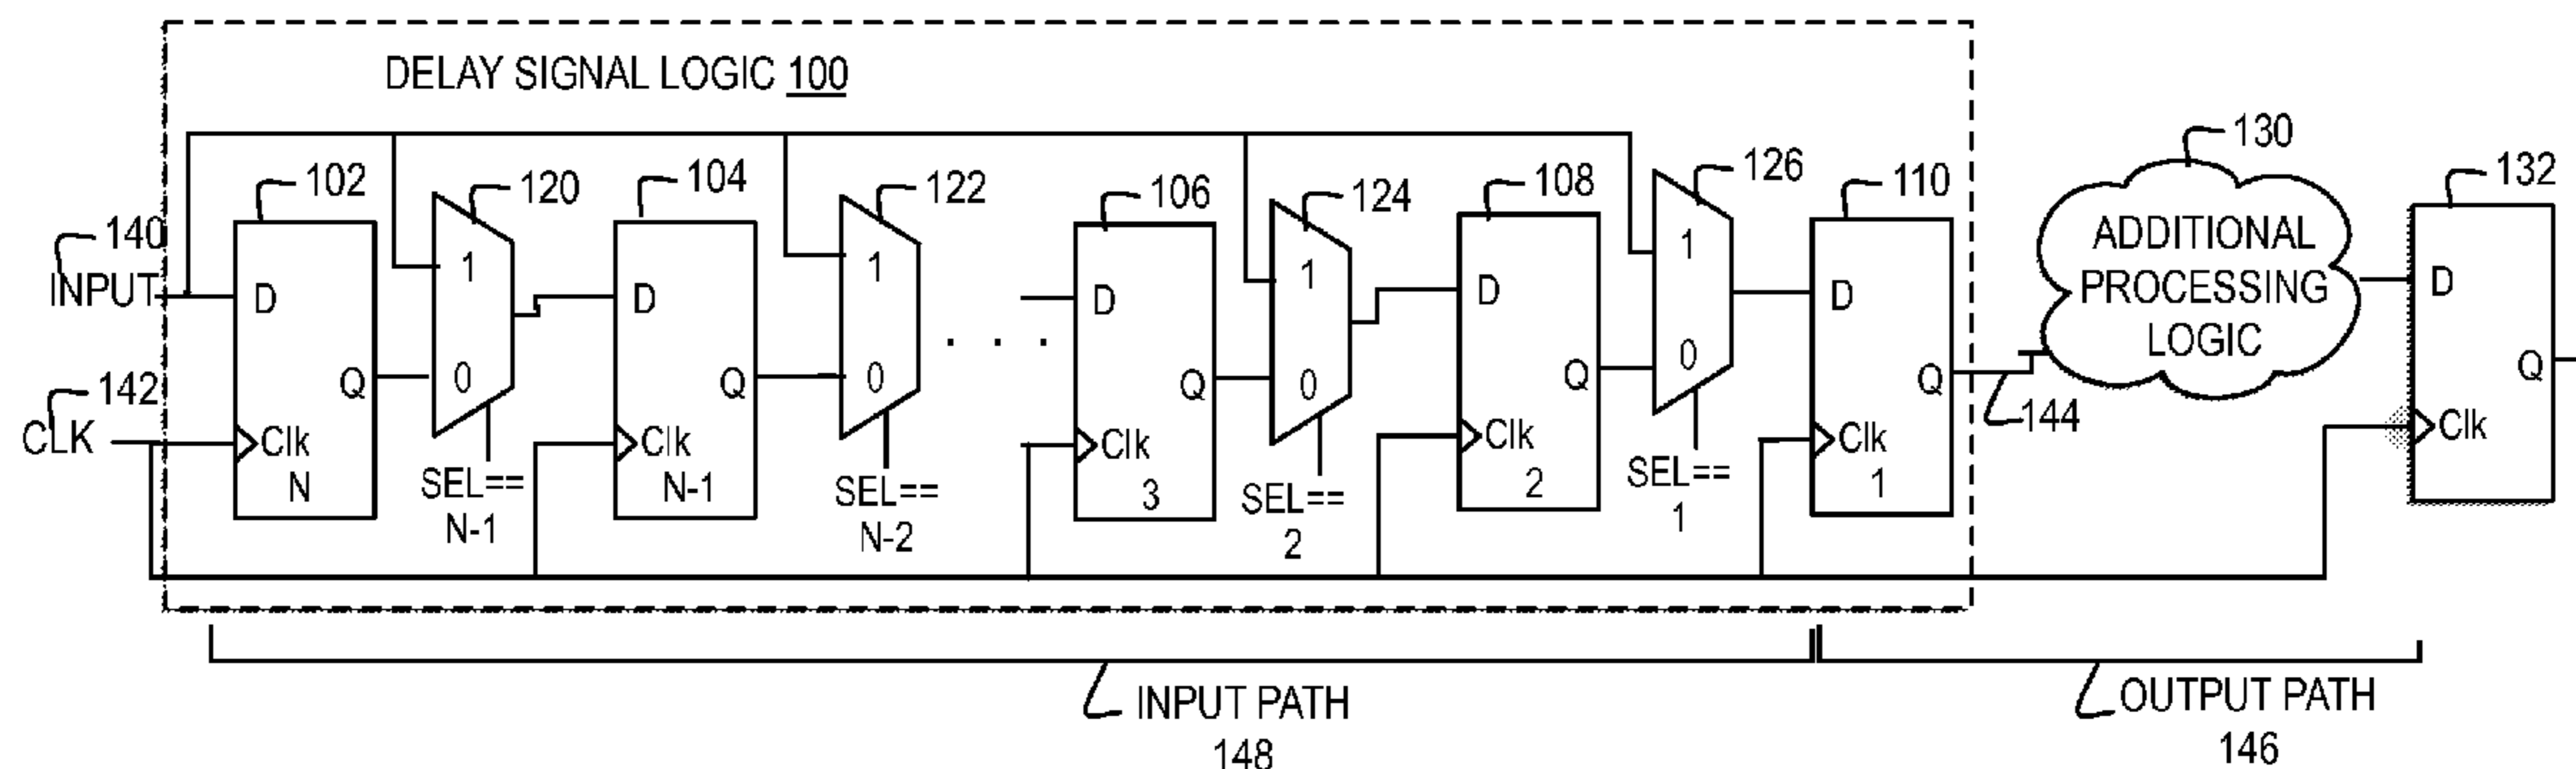 DELAY SIGNAL LOGIC 100
102
120
104
122
106
124
108
126
110
130
132
140
INPUT
142
CLK
D
Q
Clk
N
1
0
SEL==
N-1
D
Q
Clk
N-1
1
0
SEL==
N-2
. . .
D
Q
Clk
3
1
0
SEL==
2
D
Q
Clk
2
1
0
SEL==
1
D
Q
Clk
1
144
ADDITIONAL
PROCESSING
LOGIC
D
Q
Clk
INPUT PATH
148
OUTPUT PATH
146